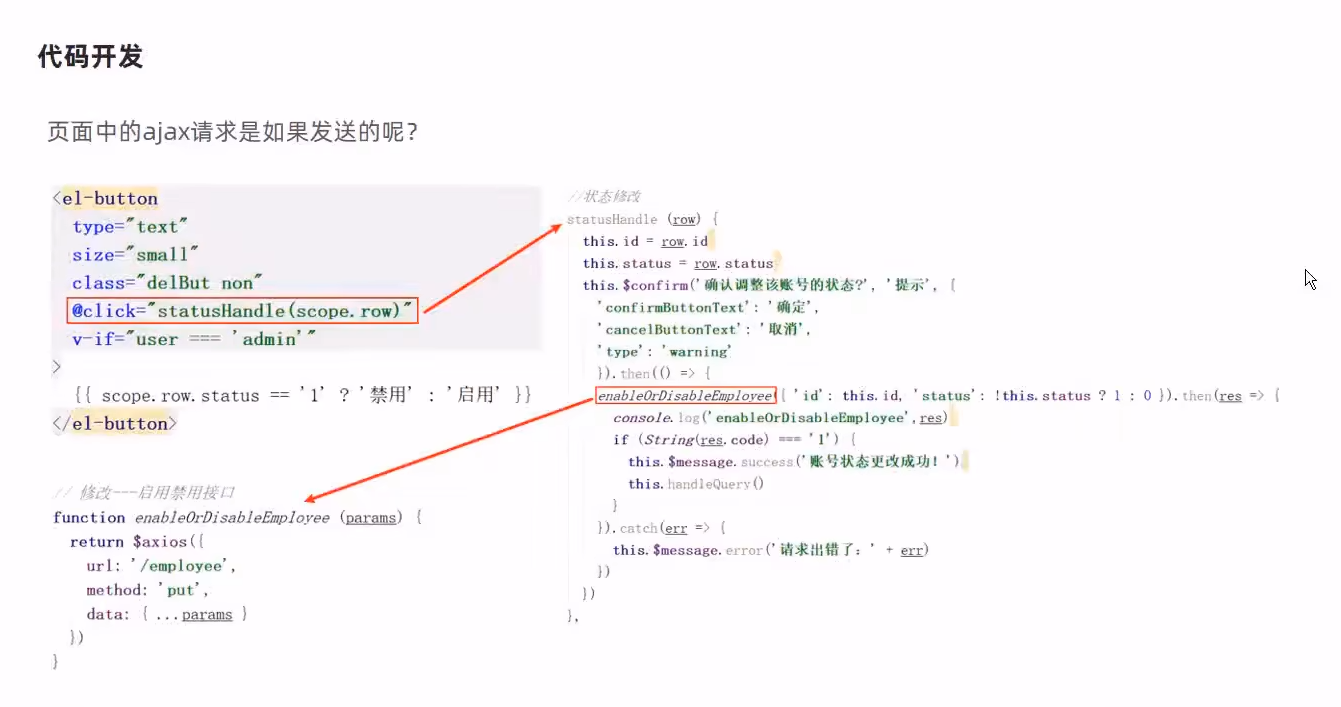 代码开发
页面中的ajax请求是如果发送的呢？
<el-button
type="text"
size="small"
class="delBut non"
@click="statusHandle(scope.row)"
v-if="user === 'admin'"
>
{{ scope.row.status == '1' ? '禁用' : '启用' }}
</el-button>
// 修改---启用禁用接口
function enableOrDisableEmployee (params) {
return $axios({
url: '/employee',
method: 'put',
data: { ...params }
})
}
//状态修改
statusHandle (row) {
this.id = row.id
this.status = row.status
this.$confirm('确认调整该账号的状态?', '提示', {
'confirmButtonText': '确定',
'cancelButtonText': '取消',
'type': 'warning'
}).then(() => {
enableOrDisableEmployee({ 'id': this.id, 'status': !this.status ? 1 : 0 }).then(res => {
console.log('enableOrDisableEmployee',res)
if (String(res.code) === '1') {
this.$message.success('账号状态更改成功！')
this.handleQuery()
}
}).catch(err => {
this.$message.error('请求出错了：' + err)
})
})
},